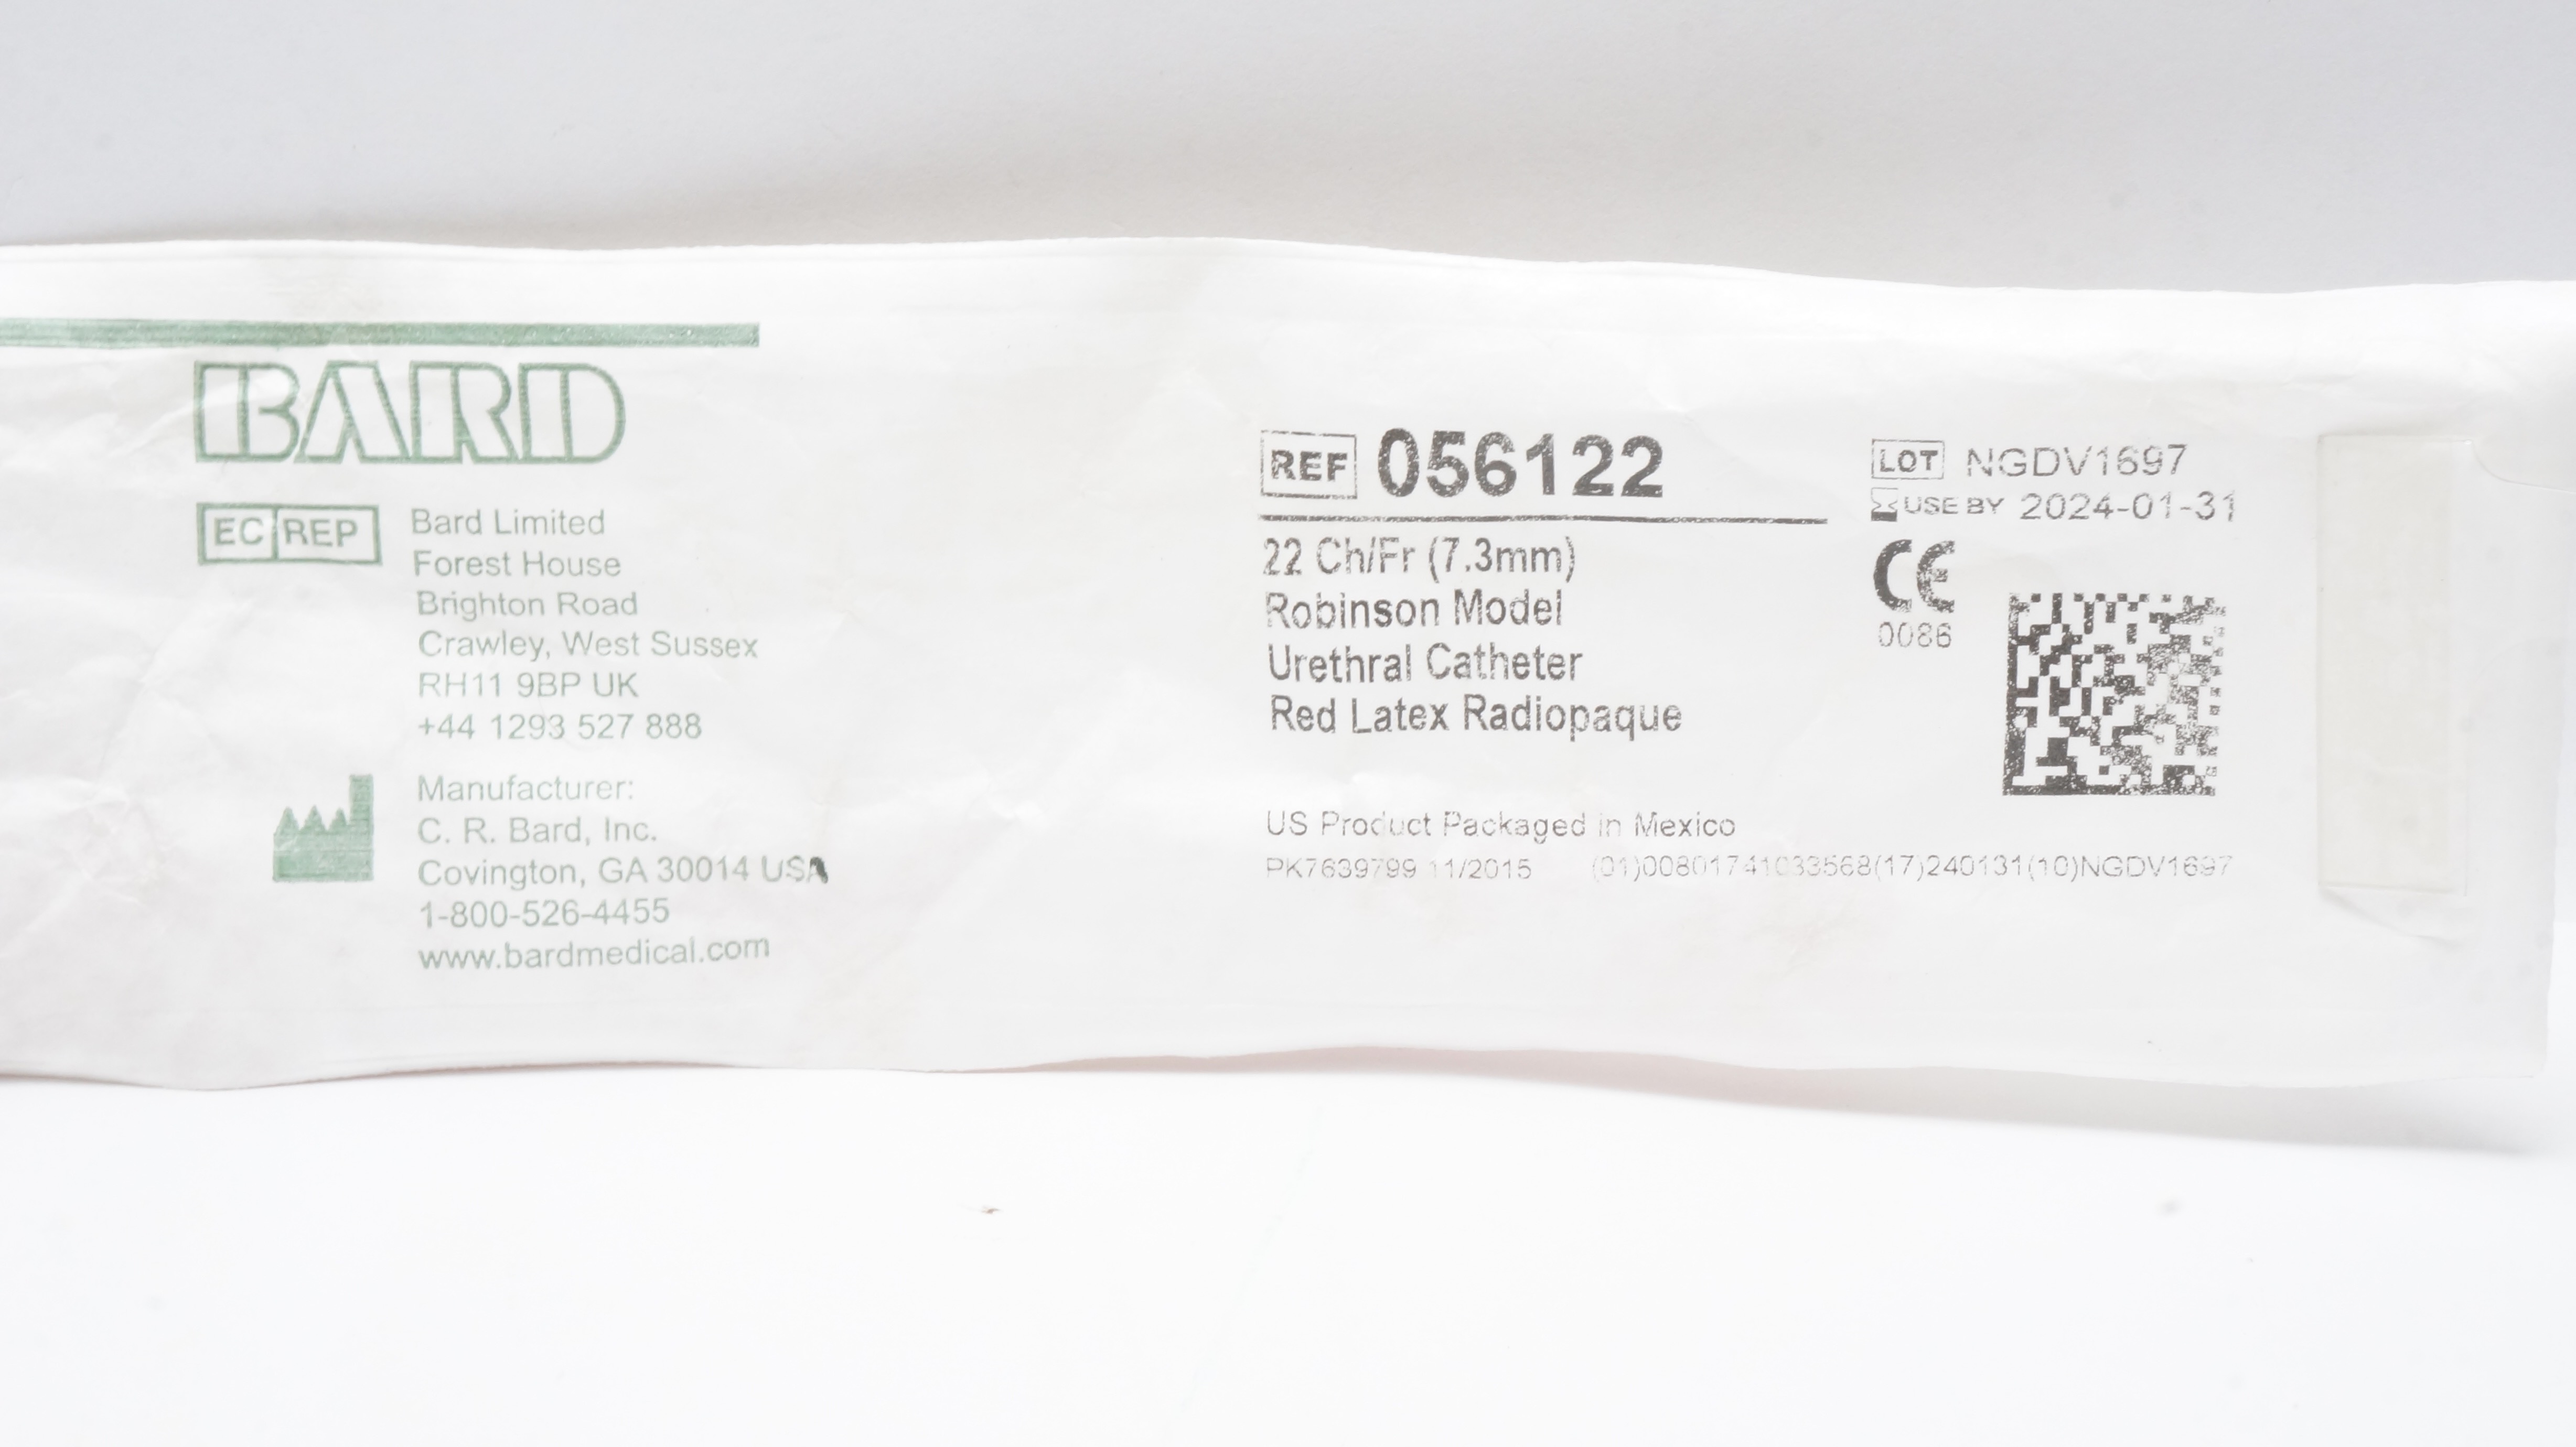 BARD
EC REP
Bard Limited
Forest House
Brighton Road
Crawley, West Sussex
RH11 9BP UK
+44 1293 527 888
Manufacturer:
C. R. Bard, Inc.
Covington, GA 30014 USA
1-800-526-4455
www.bardmedical.com
REF 056122
22 Ch/Fr (7.3mm)
Robinson Model
Urethral Catheter
Red Latex Radiopaque
LOT NGDV1697
USE BY 2024-01-31
CE
0086
US Product Packaged in Mexico
PK7639799 11/2015 (01)00801741033568(17)240131(10)NGDV1697